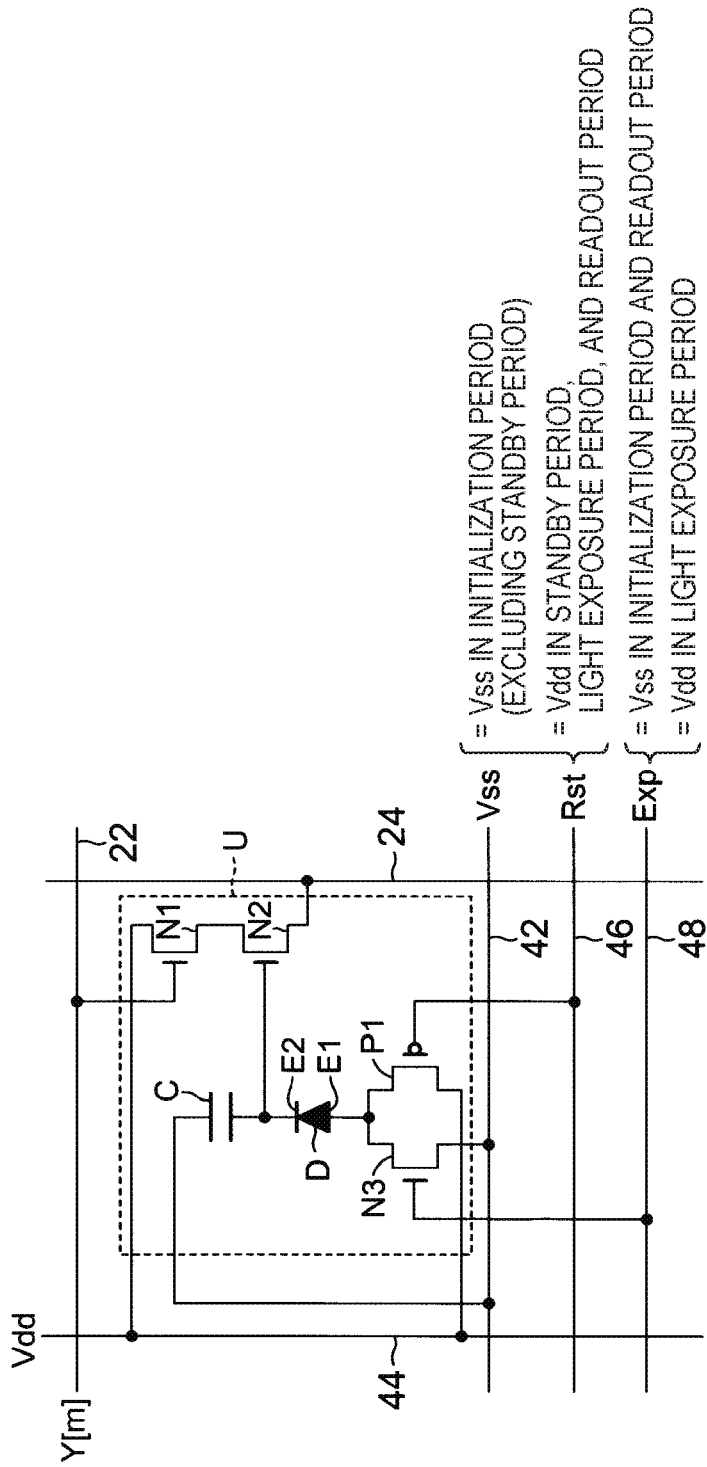 Vdd
Y[m]
22
U
N1
N2
C
E2
E1
D
P1
N3
24
44
42
46
48
Vss
Rst
Exp
= Vss IN INITIALIZATION PERIOD
(EXCLUDING STANDBY PERIOD)
= Vdd IN STANDBY PERIOD,
LIGHT EXPOSURE PERIOD, AND READOUT PERIOD
= Vss IN INITIALIZATION PERIOD AND READOUT PERIOD
= Vdd IN LIGHT EXPOSURE PERIOD